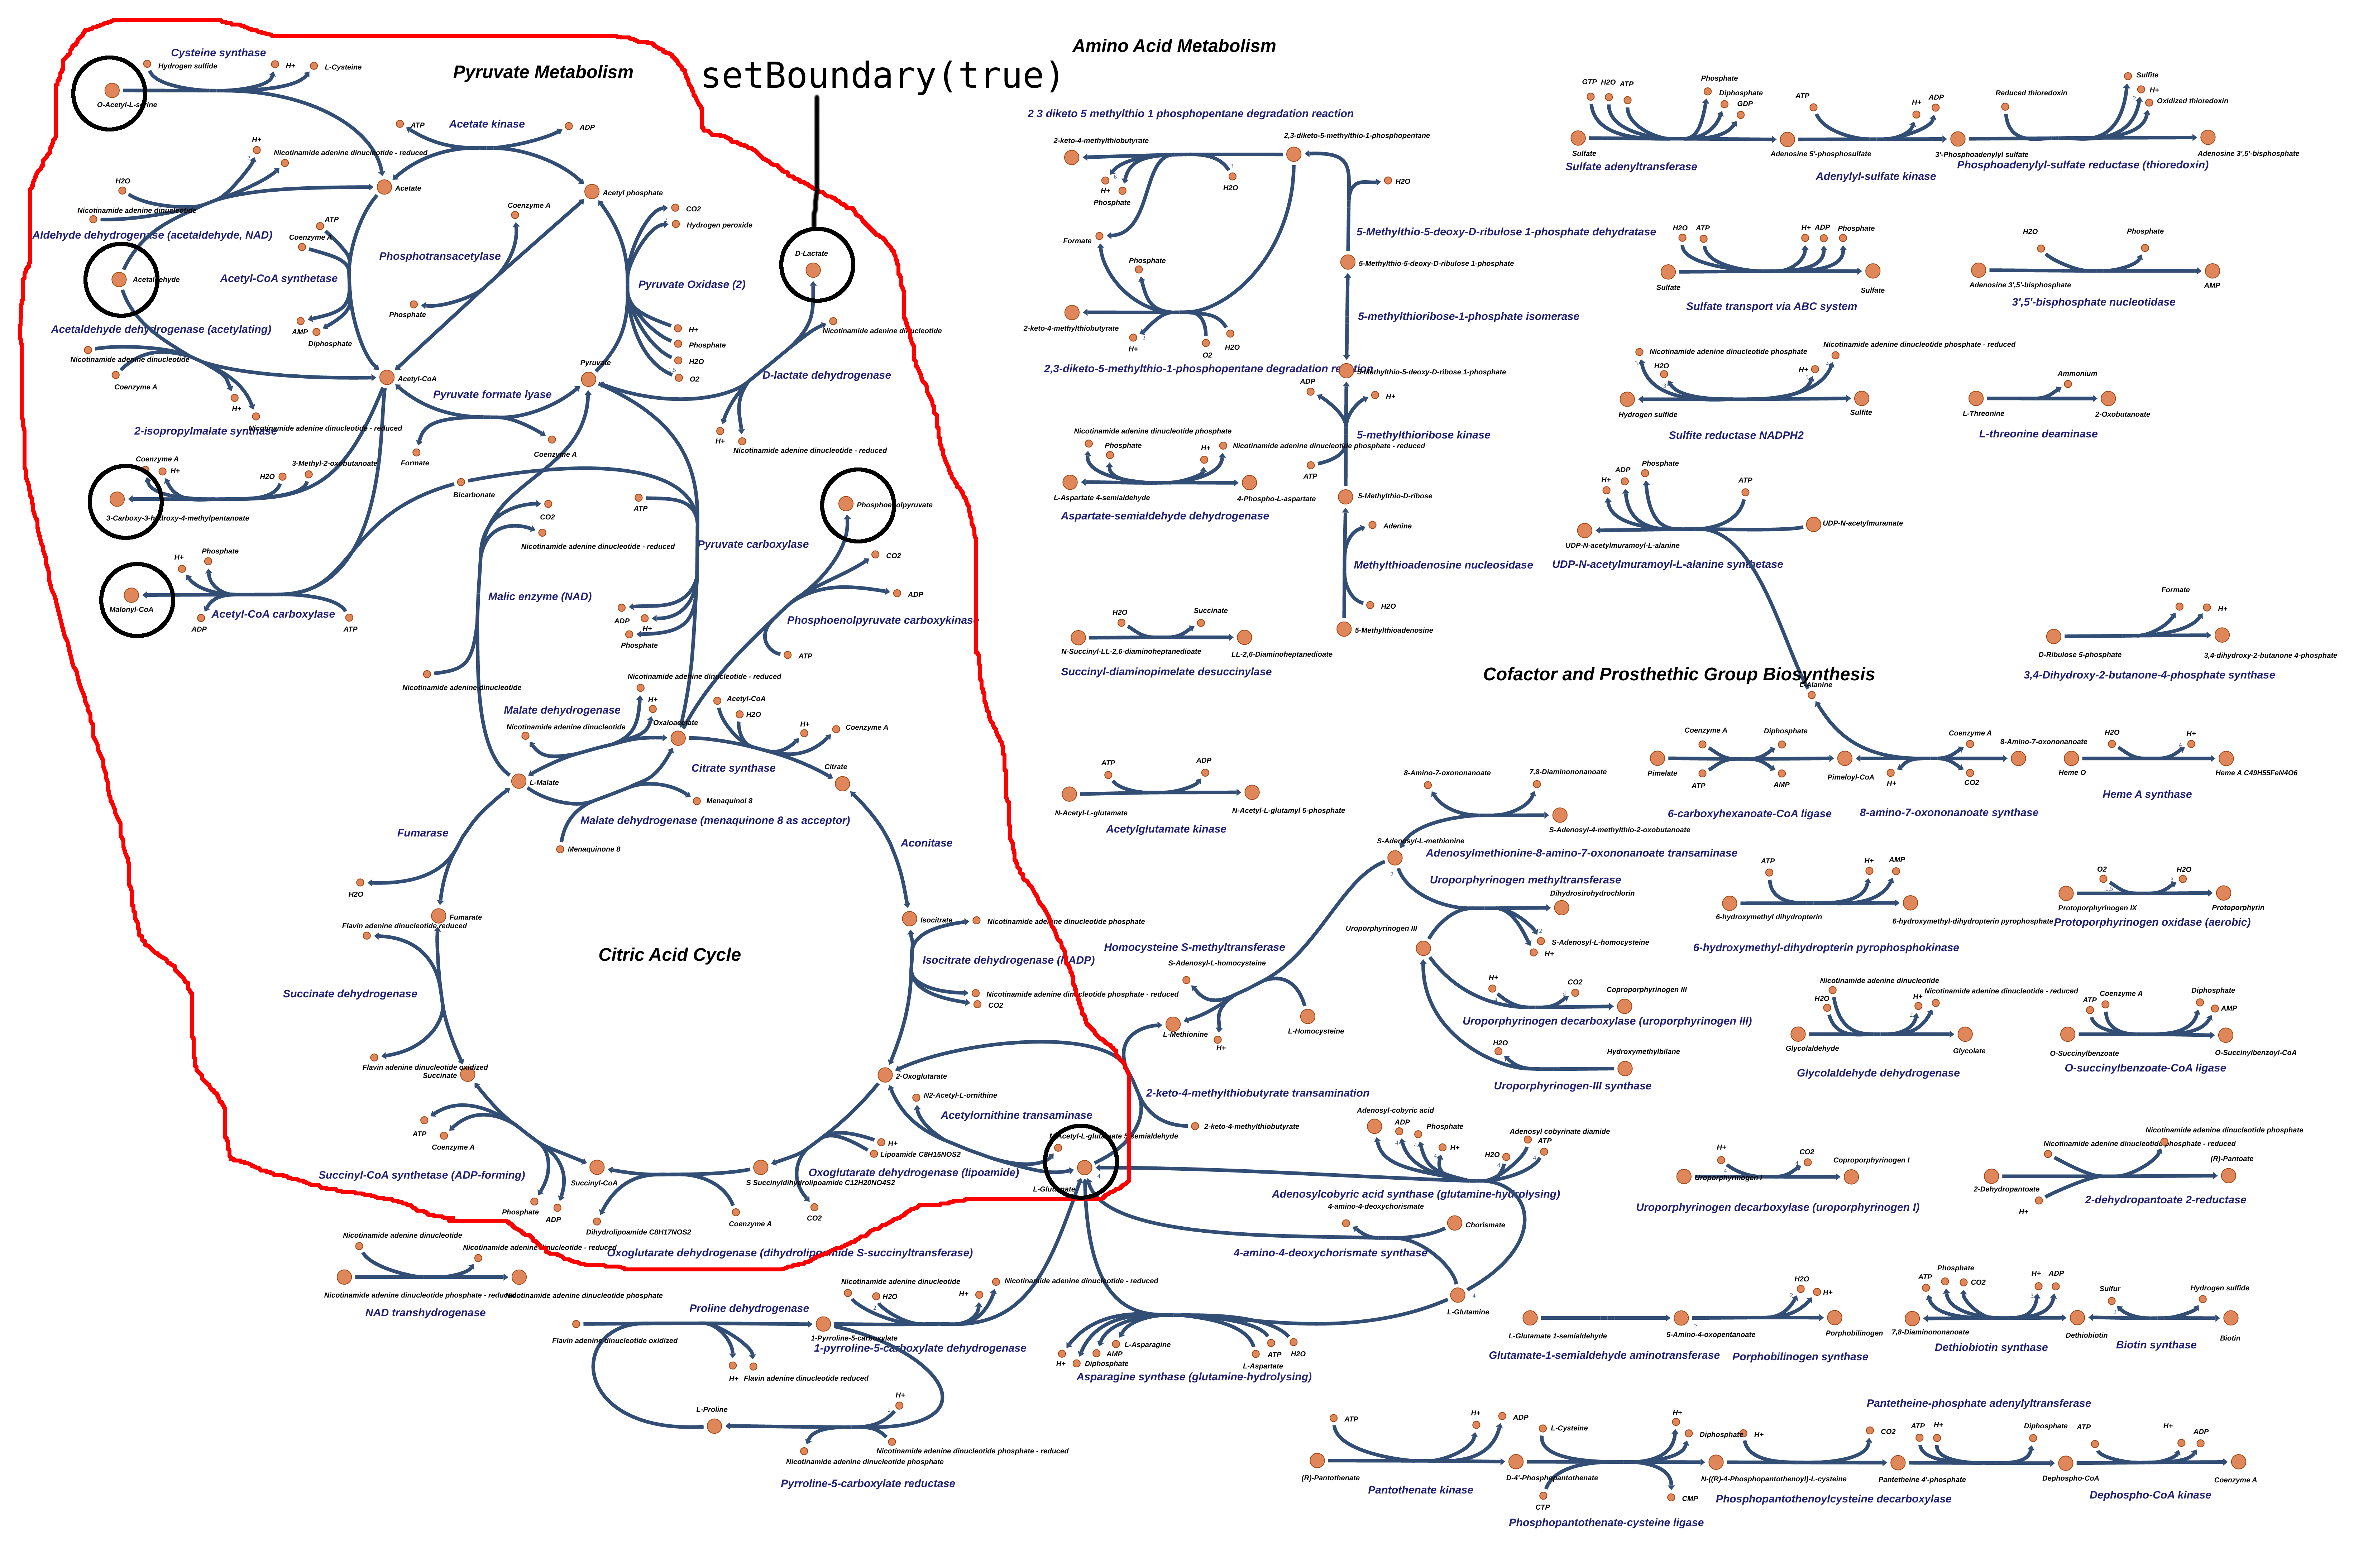 Cysteine synthase
Hydrogen sulfide
H+
L-Cysteine
O-Acetyl-L-serine
Pyruvate Metabolism
setBoundary(true)
ATP
Acetate kinase
ADP
H+
2
Nicotinamide adenine dinucleotide - reduced
H2O
Acetate
Acetyl phosphate
Nicotinamide adenine dinucleotide
Coenzyme A
CO2
2
Hydrogen peroxide
ATP
Coenzyme A
Aldehyde dehydrogenase (acetaldehyde, NAD)
Phosphotransacetylase
D-Lactate
Acetaldehyde
Acetyl-CoA synthetase
Pyruvate Oxidase (2)
Phosphate
Acetaldehyde dehydrogenase (acetylating)
AMP
Diphosphate
H+
Phosphate
H2O
1.5
O2
Nicotinamide adenine dinucleotide
Nicotinamide adenine dinucleotide
Coenzyme A
Pyruvate
Acetyl-CoA
D-lactate dehydrogenase
Pyruvate formate lyase
H+
Nicotinamide adenine dinucleotide - reduced
2-isopropylmalate synthase
H+
Nicotinamide adenine dinucleotide - reduced
Formate
Coenzyme A
Coenzyme A
H+
H2O
3-Methyl-2-oxobutanoate
Bicarbonate
3-Carboxy-3-hydroxy-4-methylpentanoate
CO2
Nicotinamide adenine dinucleotide - reduced
ATP
Phosphoenolpyruvate
Pyruvate carboxylase
H+
Phosphate
CO2
Malonyl-CoA
ADP
Acetyl-CoA carboxylase
ATP
Malic enzyme (NAD)
ADP
H+
Phosphate
ADP
Phosphoenolpyruvate carboxykinase
ATP
Nicotinamide adenine dinucleotide
Nicotinamide adenine dinucleotide - reduced
H+
Acetyl-CoA
H2O
Malate dehydrogenase
Nicotinamide adenine dinucleotide
Oxaloacetate
H+
Coenzyme A
Citrate synthase
Citrate
L-Malate
Menaquinol 8
Malate dehydrogenase (menaquinone 8 as acceptor)
Menaquinone 8
Fumarase
Aconitase
H2O
Fumarate
Flavin adenine dinucleotide reduced
Isocitrate
Nicotinamide adenine dinucleotide phosphate
Citric Acid Cycle
Isocitrate dehydrogenase (NADP)
Nicotinamide adenine dinucleotide phosphate - reduced
CO2
Succinate dehydrogenase
Flavin adenine dinucleotide oxidized
Succinate
2-Oxoglutarate
N2-Acetyl-L-ornithine
Acetylornithine transaminase
N-Acetyl-L-glutamate 5-semialdehyde
ATP
Coenzyme A
H+
Lipoamide C8H15NOS2
Succinyl-CoA synthetase (ADP-forming)
Oxoglutarate dehydrogenase (lipoamide)
Succinyl-CoA
S Succinyldihydrolipoamide C12H20NO4S2
L-Glutamate
4
Phosphate
ADP
Dihydrolipoamide C8H17NOS2
Coenzyme A
CO2
Oxoglutarate dehydrogenase (dihydrolipoamide S-succinyltransferase)
Nicotinamide adenine dinucleotide
Nicotinamide adenine dinucleotide - reduced
Nicotinamide adenine dinucleotide phosphate - reduced
Nicotinamide adenine dinucleotide phosphate
NAD transhydrogenase
Proline dehydrogenase
Flavin adenine dinucleotide oxidized
H+
Flavin adenine dinucleotide reduced
Nicotinamide adenine dinucleotide
H2O
2
H+
Nicotinamide adenine dinucleotide - reduced
1-Pyrroline-5-carboxylate
1-pyrroline-5-carboxylate dehydrogenase
L-Proline
H+
2
Nicotinamide adenine dinucleotide phosphate - reduced
Nicotinamide adenine dinucleotide phosphate
Pyrroline-5-carboxylate reductase
Amino Acid Metabolism
2 3 diketo 5 methylthio 1 phosphopentane degradation reaction
2-keto-4-methylthiobutyrate
2,3-diketo-5-methylthio-1-phosphopentane
6
H+
Phosphate
3
H2O
H2O
Formate
5-Methylthio-5-deoxy-D-ribulose 1-phosphate dehydratase
Phosphate
5-Methylthio-5-deoxy-D-ribulose 1-phosphate
2-keto-4-methylthiobutyrate
H+
2
O2
H2O
5-methylthioribose-1-phosphate isomerase
2,3-diketo-5-methylthio-1-phosphopentane degradation reaction
5-Methylthio-5-deoxy-D-ribose 1-phosphate
ADP
H+
5-methylthioribose kinase
Nicotinamide adenine dinucleotide phosphate
Phosphate
H+
Nicotinamide adenine dinucleotide phosphate - reduced
ATP
L-Aspartate 4-semialdehyde
4-Phospho-L-aspartate
Aspartate-semialdehyde dehydrogenase
5-Methylthio-D-ribose
Adenine
Methylthioadenosine nucleosidase
H2O
5-Methylthioadenosine
H2O
Succinate
N-Succinyl-LL-2,6-diaminoheptanedioate
LL-2,6-Diaminoheptanedioate
Succinyl-diaminopimelate desuccinylase
ATP
ADP
N-Acetyl-L-glutamate
N-Acetyl-L-glutamyl 5-phosphate
Acetylglutamate kinase
Homocysteine S-methyltransferase
S-Adenosyl-L-homocysteine
L-Methionine
H+
L-Homocysteine
2-keto-4-methylthiobutyrate transamination
2-keto-4-methylthiobutyrate
GTP
H2O
ATP
Phosphate
Diphosphate
GDP
Sulfate
Sulfate adenyltransferase
ATP
H+
ADP
Adenosine 5'-phosphosulfate
Adenylyl-sulfate kinase
3'-Phosphoadenylyl sulfate
Reduced thioredoxin
Sulfite
H+
2
Oxidized thioredoxin
Adenosine 3',5'-bisphosphate
Phosphoadenylyl-sulfate reductase (thioredoxin)
H2O
ATP
H+
ADP
Phosphate
Sulfate
Sulfate
Sulfate transport via ABC system
H2O
Phosphate
Adenosine 3',5'-bisphosphate
AMP
3',5'-bisphosphate nucleotidase
Nicotinamide adenine dinucleotide phosphate
Nicotinamide adenine dinucleotide phosphate - reduced
3
H2O
3
H+
5
3
Hydrogen sulfide
Sulfite
Sulfite reductase NADPH2
Ammonium
L-Threonine
2-Oxobutanoate
L-threonine deaminase
H+
ADP
Phosphate
ATP
UDP-N-acetylmuramate
UDP-N-acetylmuramoyl-L-alanine
UDP-N-acetylmuramoyl-L-alanine synthetase
Formate
H+
D-Ribulose 5-phosphate
3,4-dihydroxy-2-butanone 4-phosphate
3,4-Dihydroxy-2-butanone-4-phosphate synthase
Cofactor and Prosthethic Group Biosynthesis
L-Alanine
Coenzyme A
Diphosphate
Pimelate
ATP
AMP
Pimeloyl-CoA
6-carboxyhexanoate-CoA ligase
Coenzyme A
8-Amino-7-oxononanoate
H+
CO2
8-amino-7-oxononanoate synthase
H2O
H+
4
Heme O
Heme A C49H55FeN4O6
Heme A synthase
8-Amino-7-oxononanoate
7,8-Diaminononanoate
S-Adenosyl-4-methylthio-2-oxobutanoate
S-Adenosyl-L-methionine
2
Adenosylmethionine-8-amino-7-oxononanoate transaminase
Uroporphyrinogen methyltransferase
Dihydrosirohydrochlorin
2
S-Adenosyl-L-homocysteine
H+
Uroporphyrinogen III
H+
4
CO2
4
Coproporphyrinogen III
Uroporphyrinogen decarboxylase (uroporphyrinogen III)
H2O
Hydroxymethylbilane
Uroporphyrinogen-III synthase
ATP
H+
AMP
6-hydroxymethyl dihydropterin
6-hydroxymethyl-dihydropterin pyrophosphate
6-hydroxymethyl-dihydropterin pyrophosphokinase
O2
1.5
3
H2O
Protoporphyrinogen IX
Protoporphyrin
Protoporphyrinogen oxidase (aerobic)
Nicotinamide adenine dinucleotide
H2O
H+
2
Nicotinamide adenine dinucleotide - reduced
Glycolaldehyde
Glycolate
Glycolaldehyde dehydrogenase
ATP
Coenzyme A
Diphosphate
AMP
O-Succinylbenzoate
O-Succinylbenzoyl-CoA
O-succinylbenzoate-CoA ligase
Adenosyl-cobyric acid
ADP
4
Phosphate
4
H+
4
H2O
4
Adenosyl cobyrinate diamide
ATP
4
Adenosylcobyric acid synthase (glutamine-hydrolysing)
4-amino-4-deoxychorismate
Chorismate
4-amino-4-deoxychorismate synthase
L-Glutamine
4
H+
Diphosphate
AMP
L-Asparagine
L-Aspartate
ATP
H2O
Asparagine synthase (glutamine-hydrolysing)
H+
4
CO2
4
Uroporphyrinogen I
Coproporphyrinogen I
Uroporphyrinogen decarboxylase (uroporphyrinogen I)
Nicotinamide adenine dinucleotide phosphate
Nicotinamide adenine dinucleotide phosphate - reduced
2-Dehydropantoate
H+
(R)-Pantoate
2-dehydropantoate 2-reductase
L-Glutamate 1-semialdehyde
5-Amino-4-oxopentanoate
Glutamate-1-semialdehyde aminotransferase
2
H2O
2
H+
Porphobilinogen
Porphobilinogen synthase
ATP
Phosphate
CO2
H+
3
ADP
7,8-Diaminononanoate
Dethiobiotin
Dethiobiotin synthase
Sulfur
2
Hydrogen sulfide
Biotin
Biotin synthase
ATP
H+
ADP
(R)-Pantothenate
D-4'-Phosphopantothenate
Pantothenate kinase
L-Cysteine
CTP
H+
Diphosphate
CMP
Phosphopantothenate-cysteine ligase
N-((R)-4-Phosphopantothenoyl)-L-cysteine
H+
CO2
Phosphopantothenoylcysteine decarboxylase
Pantetheine-phosphate adenylyltransferase
ATP
H+
Diphosphate
Pantetheine 4'-phosphate
Dephospho-CoA
ATP
H+
ADP
Coenzyme A
Dephospho-CoA kinase